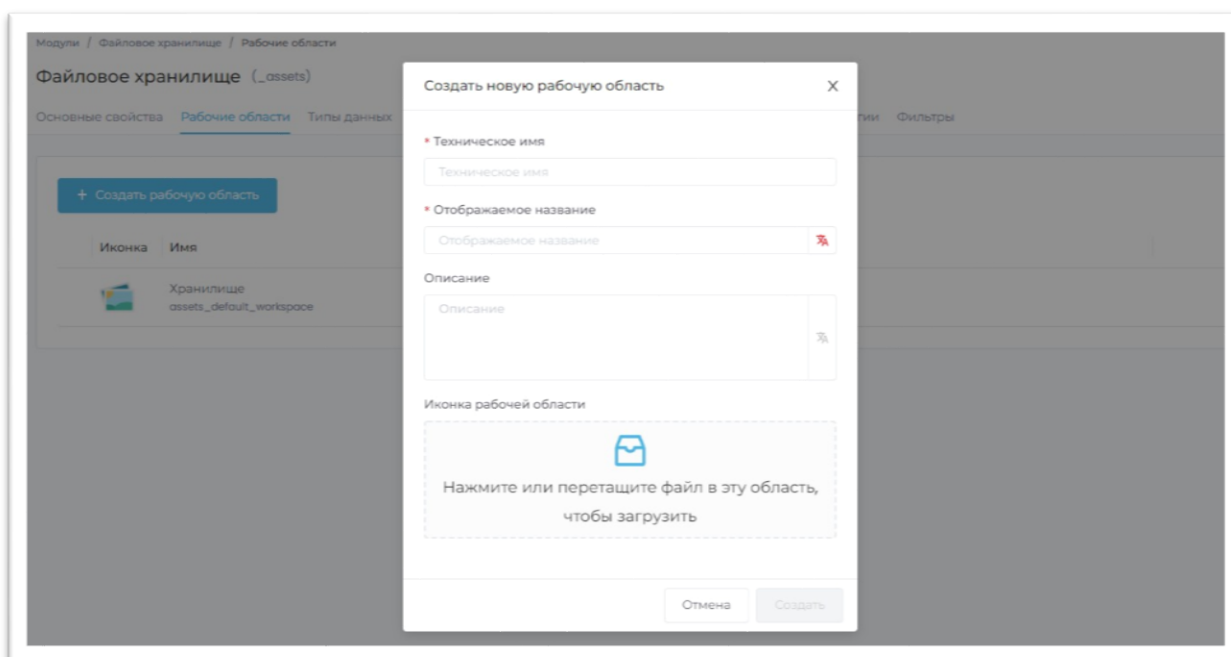 Модули / Файловое хранилище / Рабочие области
Файловое хранилище (_assets)
Основные свойства Рабочие области Типы данных Фильтры
+ Создать рабочую область
Иконка Имя
Хранилище
assets_default_workspace
Создать новую рабочую область X
* Техническое имя
Техническое имя
* Отображаемое название
Отображаемое название
Описание
Описание
Иконка рабочей области
Нажмите или перетащите файл в эту область,
чтобы загрузить
Отмена Создать